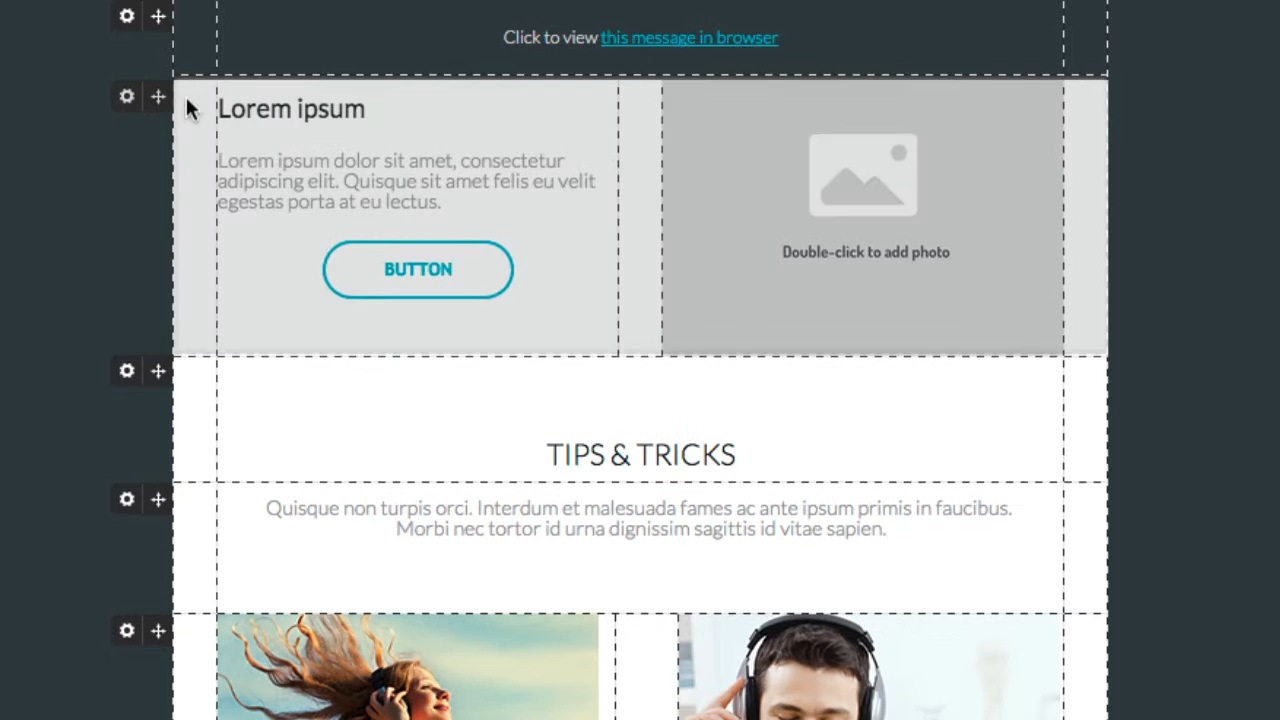 Click to view this message in browser
Lorem ipsum
Lorem ipsum dolor sit amet, consectetur
adipiscing elit. Quisque sit amet felis eu velit
egestas porta at eu lectus.
BUTTON
Double-click to add photo
TIPS & TRICKS
Quisque non turpis orci. Interdum et malesuada fames ac ante ipsum primis in faucibus.
Morbi nec tortor id urna dignissim sagittis id vitae sapien.